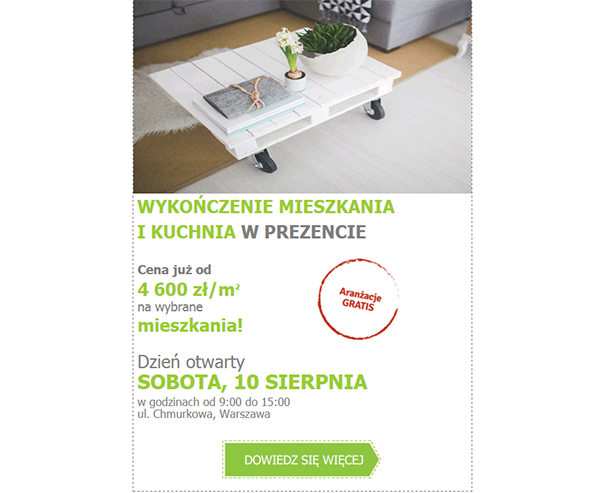 WYKOŃCZENIE MIESZKANIA
I KUCHNIA W PREZENCIE
Cena już od
4 600 zł/m²
na wybrane
mieszkania!
Aranżacje
GRATIS
Dzień otwarty
SOBOTA, 10 SIERPNIA
w godzinach od 9:00 do 15:00
ul. Chmurkowa, Warszawa
DOWIEDZ SIĘ WIĘCEJ